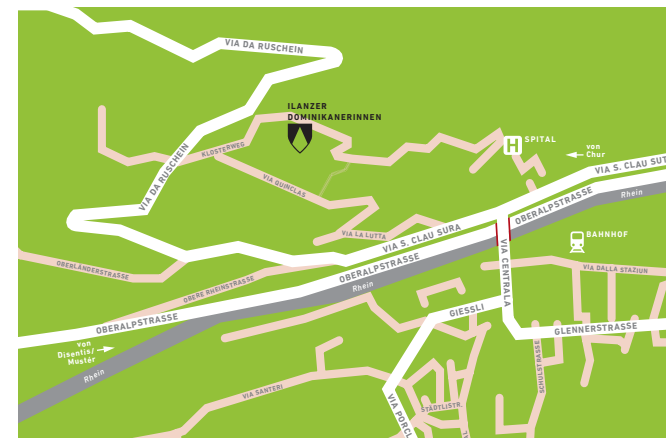 VIA DA RUSCHEIN
ILANZER
DOMINIKANERINNEN
KLOSTERWEG
H SPITAL
von
Chur
VIA S. CLAU SUT
VIA DA RUSCHEIN
VIA QUINCLAS
OBERALPSTRASSE
Rhein
VIA LA LUTTA
VIA S. CLAU SURA
BAHNHOF
VIA CENTRALA
OBERALPSTRASSE
OBERLÄNDERSTRASSE
VIA DALLA STAZIUN
OBERE RHEINSTRASSE
Rhein
GIESSLI
OBERALPSTRASSE
GLENNERSTRASSE
von
Disentis/
Mustér
Rhein
SCHULSTRASSE
VIA SANTERI
STÄDTLISTR.
VIA PORCL